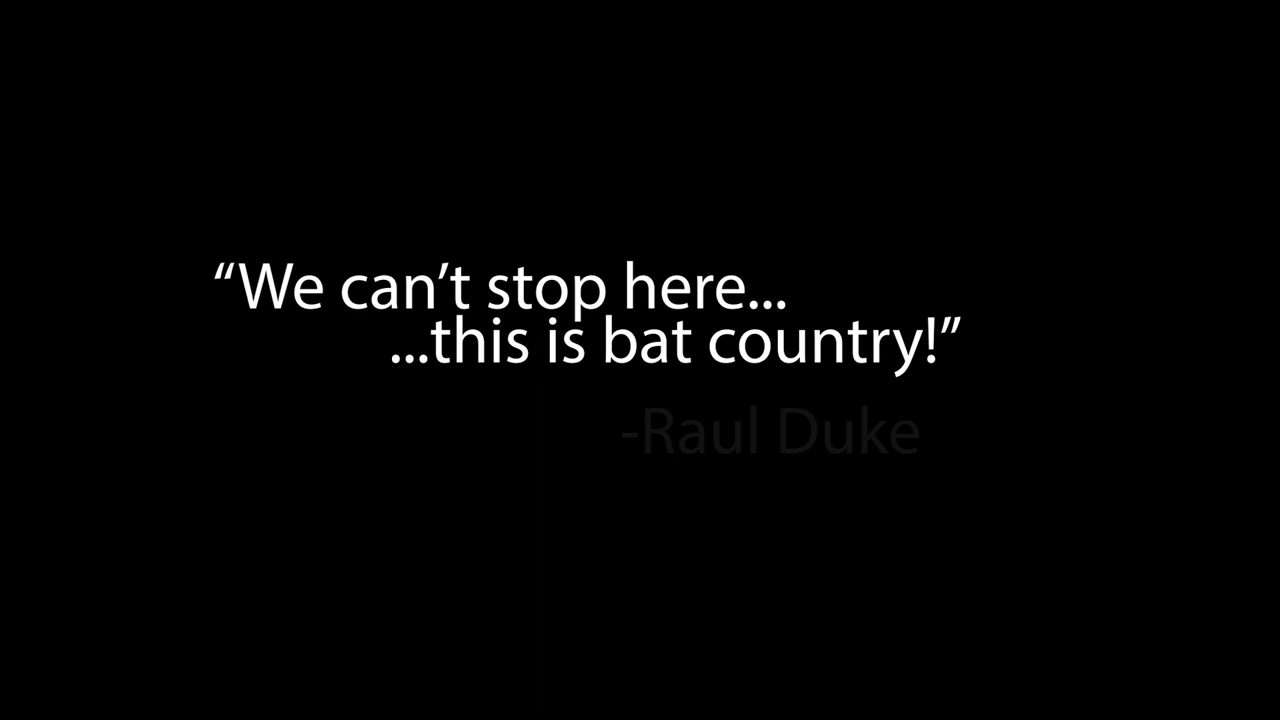 “We can’t stop here...
...this is bat country!”
-Raul Duke